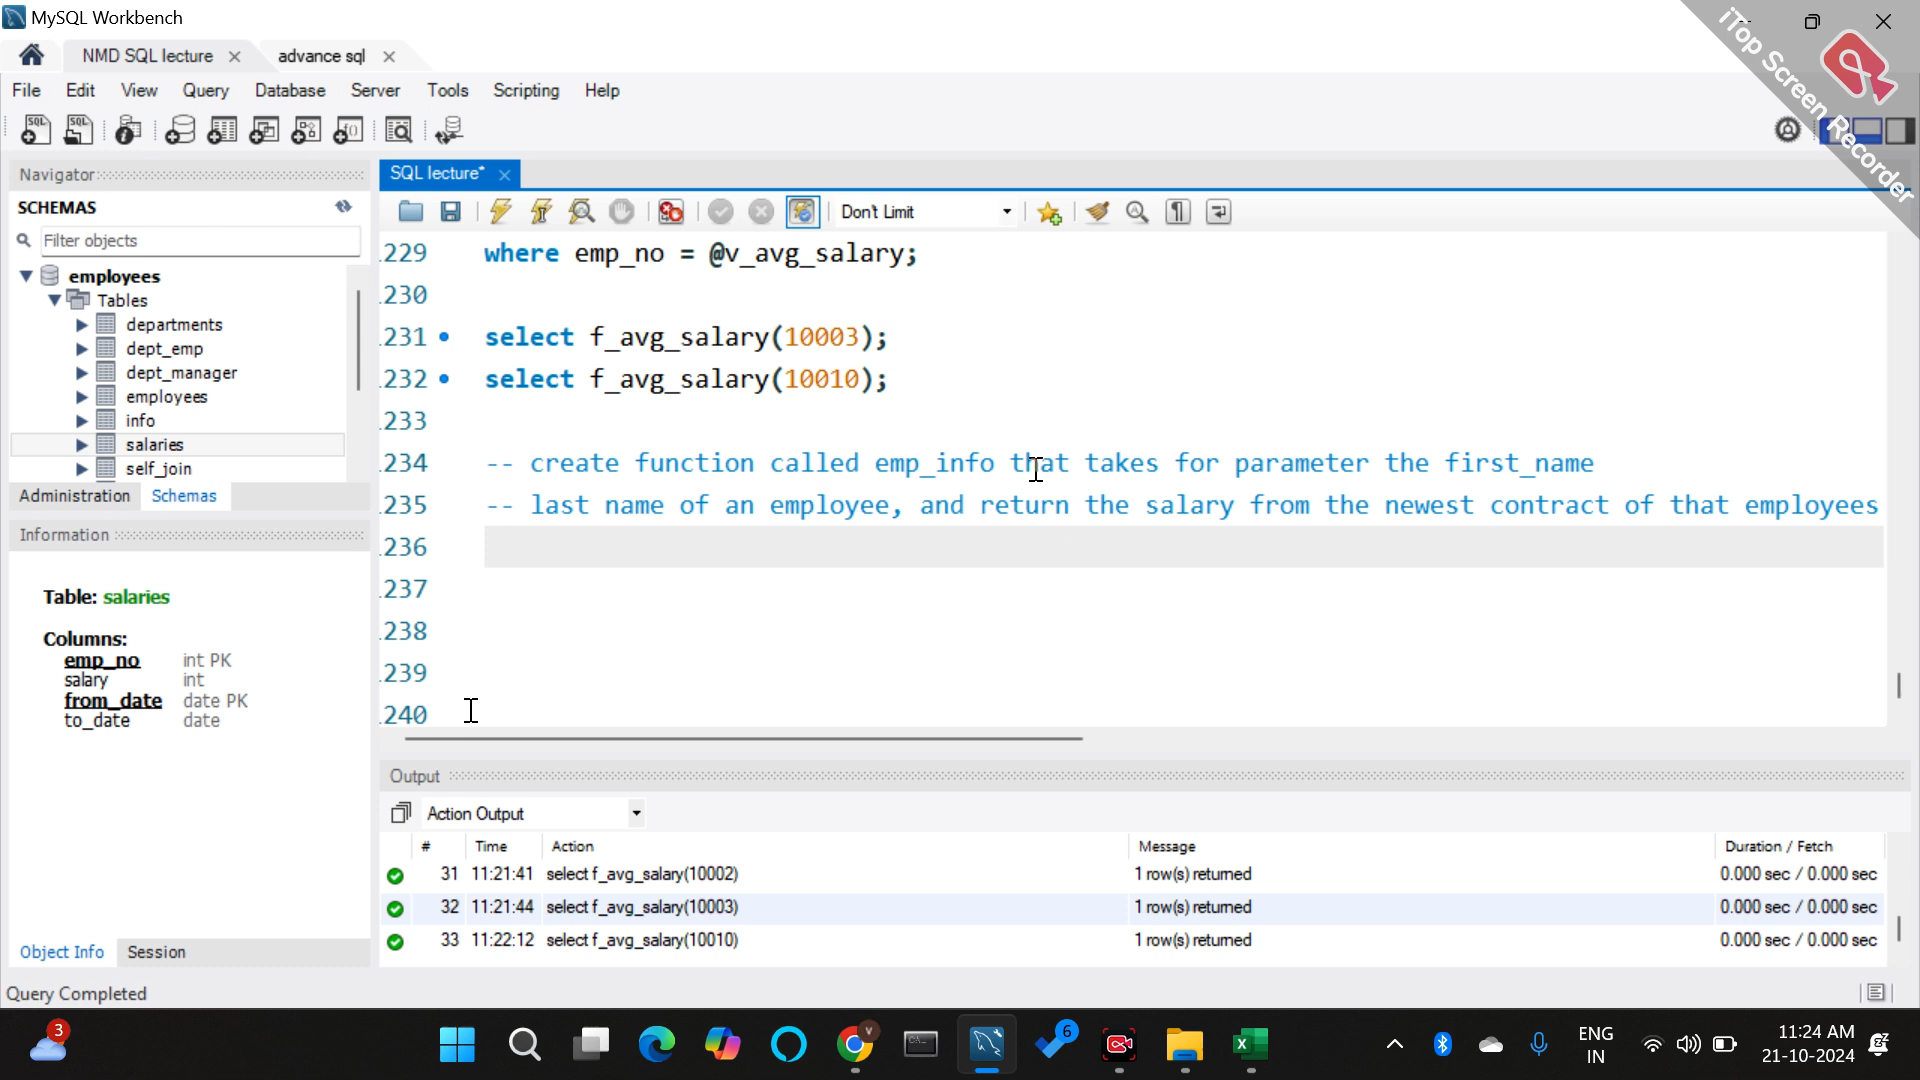 MySQL Workbench
NMD SQL lecture
advance sql
File Edit View Query Database Server Tools Scripting Help
iTop Screen Recorder
Navigator
SCHEMAS
Filter objects
employees
Tables
departments
dept_emp
dept_manager
employees
info
salaries
self_join
Administration Schemas
Information
Table: salaries
Columns:
emp_no int PK
salary int
from_date date PK
to_date date
Object Info Session
SQL lecture*
Don't Limit
229 where emp_no = @v_avg_salary;
230
231 select f_avg_salary(10003);
232 select f_avg_salary(10010);
233
234 -- create function called emp_info that takes for parameter the first_name
235 -- last name of an employee, and return the salary from the newest contract of that employees
236
237
238
239
240
Output
Action Output
# Time Action Message Duration / Fetch
31 11:21:41 select f_avg_salary(10002) 1 row(s) returned 0.000 sec / 0.000 sec
32 11:21:44 select f_avg_salary(10003) 1 row(s) returned 0.000 sec / 0.000 sec
33 11:22:12 select f_avg_salary(10010) 1 row(s) returned 0.000 sec / 0.000 sec
Query Completed
3
V
6
ENG
IN
11:24 AM
21-10-2024